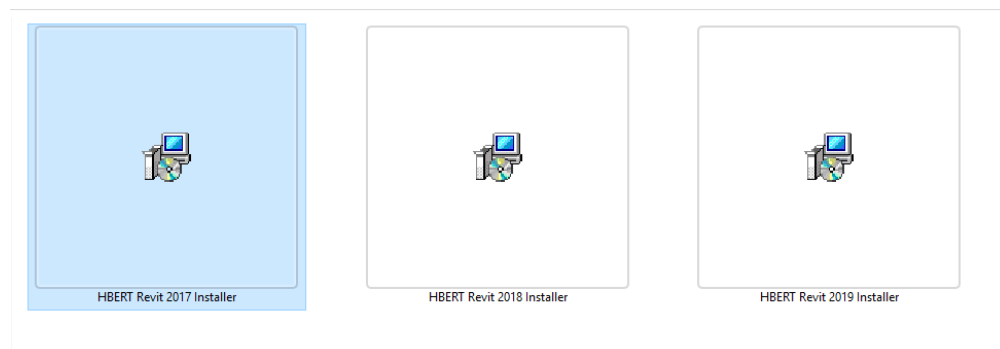 HBERT Revit 2017 Installer
HBERT Revit 2018 Installer
HBERT Revit 2019 Installer